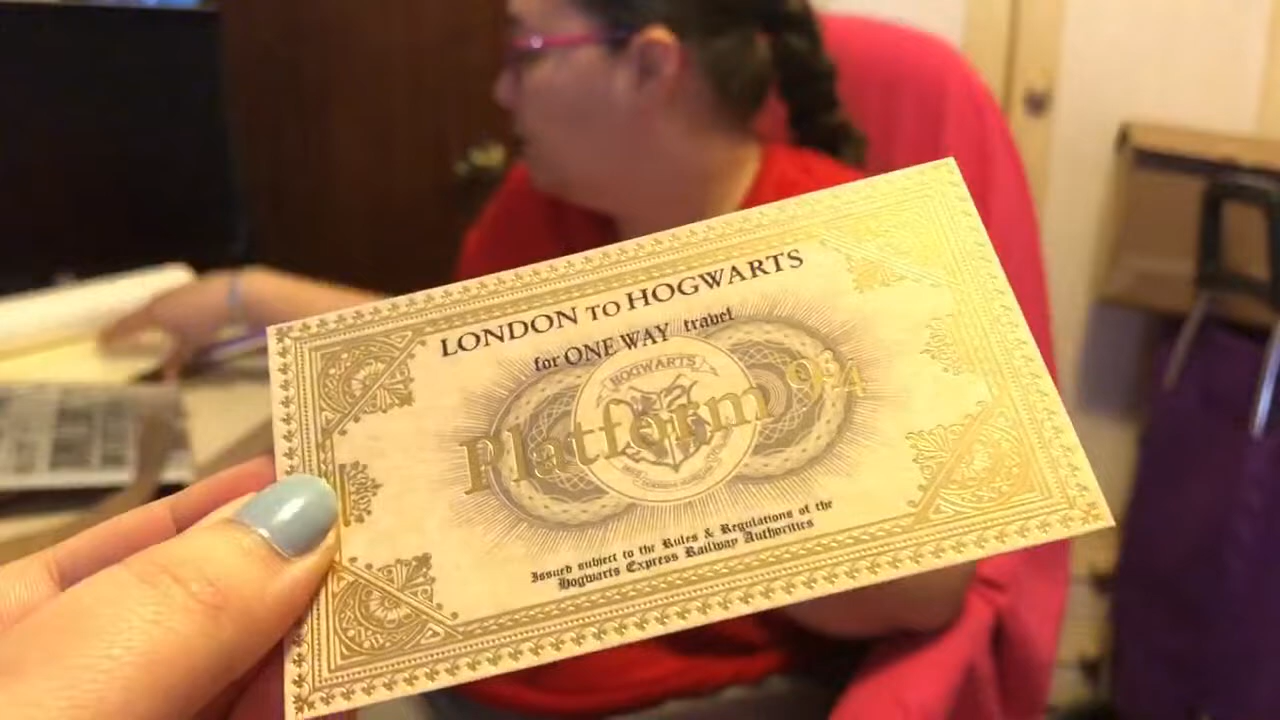 LONDON TO HOGWARTS
for ONE WAY travel
HOGWARTS
Platform 9¾
Issued subject to the Rules & Regulations of the
Hogwarts Express Railway Authorities